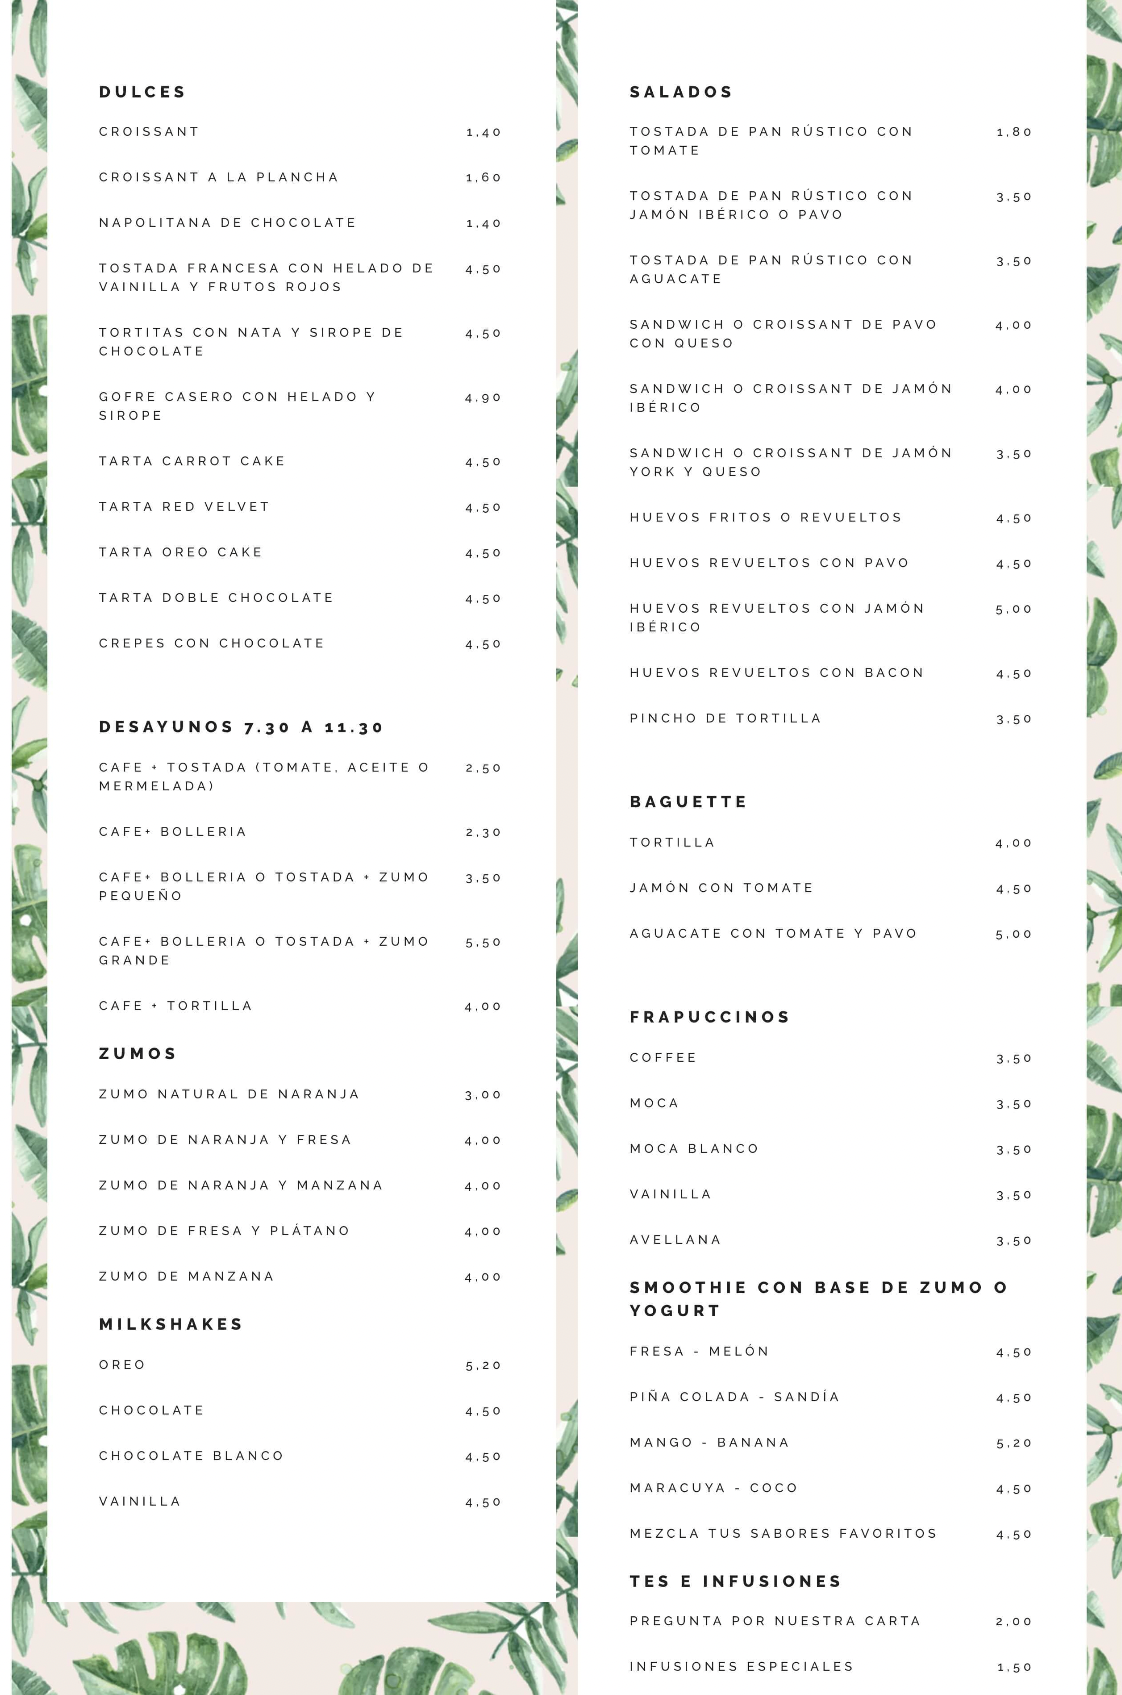 DULCES
CROISSANT 1,40
CROISSANT A LA PLANCHA 1,60
NAPOLITANA DE CHOCOLATE 1,40
TOSTADA FRANCESA CON HELADO DE 4,50
VAINILLA Y FRUTOS ROJOS
TORTITAS CON NATA Y SIROPE DE 4,50
CHOCOLATE
GOFRE CASERO CON HELADO Y 4,90
SIROPE
TARTA CARROT CAKE 4,50
TARTA RED VELVET 4,50
TARTA OREO CAKE 4,50
TARTA DOBLE CHOCOLATE 4,50
CREPES CON CHOCOLATE 4,50
DESAYUNOS 7.30 A 11.30
CAFE + TOSTADA (TOMATE, ACEITE O 2,50
MERMELADA)
CAFE+ BOLLERIA 2,30
CAFE+ BOLLERIA O TOSTADA + ZUMO 3,50
PEQUEÑO
CAFE+ BOLLERIA O TOSTADA + ZUMO 5,50
GRANDE
CAFE + TORTILLA 4,00
ZUMOS
ZUMO NATURAL DE NARANJA 3,00
ZUMO DE NARANJA Y FRESA 4,00
ZUMO DE NARANJA Y MANZANA 4,00
ZUMO DE FRESA Y PLÁTANO 4,00
ZUMO DE MANZANA 4,00
MILKSHAKES
OREO 5,20
CHOCOLATE 4,50
CHOCOLATE BLANCO 4,50
VAINILLA 4,50
SALADOS
TOSTADA DE PAN RÚSTICO CON 1,80
TOMATE
TOSTADA DE PAN RÚSTICO CON 3,50
JAMÓN IBÉRICO O PAVO
TOSTADA DE PAN RÚSTICO CON 3,50
AGUACATE
SANDWICH O CROISSANT DE PAVO 4,00
CON QUESO
SANDWICH O CROISSANT DE JAMÓN 4,00
IBÉRICO
SANDWICH O CROISSANT DE JAMÓN 3,50
YORK Y QUESO
HUEVOS FRITOS O REVUELTOS 4,50
HUEVOS REVUELTOS CON PAVO 4,50
HUEVOS REVUELTOS CON JAMÓN 5,00
IBÉRICO
HUEVOS REVUELTOS CON BACON 4,50
PINCHO DE TORTILLA 3,50
BAGUETTE
TORTILLA 4,00
JAMÓN CON TOMATE 4,50
AGUACATE CON TOMATE Y PAVO 5,00
FRAPUCCINOS
COFFEE 3,50
MOCA 3,50
MOCA BLANCO 3,50
VAINILLA 3,50
AVELLANA 3,50
SMOOTHIE CON BASE DE ZUMO O
YOGURT
FRESA - MELÓN 4,50
PIÑA COLADA - SANDÍA 4,50
MANGO - BANANA 5,20
MARACUYA - COCO 4,50
MEZCLA TUS SABORES FAVORITOS 4,50
TES E INFUSIONES
PREGUNTA POR NUESTRA CARTA 2,00
INFUSIONES ESPECIALES 1,50